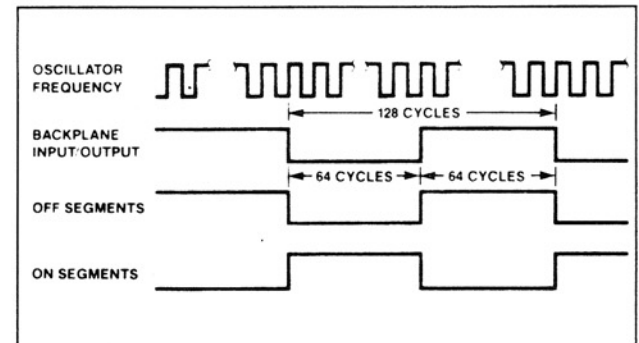 OSCILLATOR
FREQUENCY
128 CYCLES
BACKPLANE
INPUT/OUTPUT
64 CYCLES
64 CYCLES
OFF SEGMENTS
ON SEGMENTS